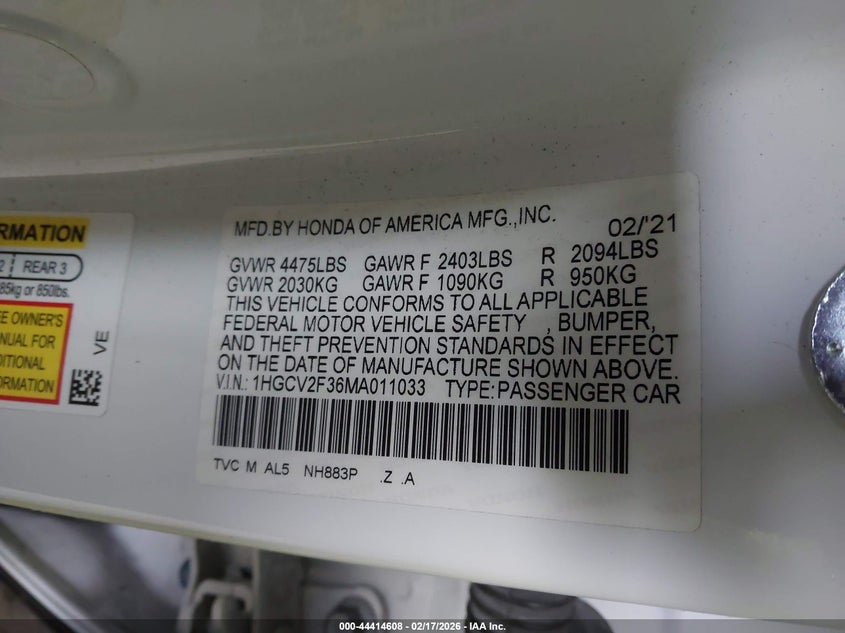 RMATION
2 REAR 3
85kg or 850lbs.
EE OWNER'S
NUAL FOR
DITIONAL
ORMATION
VE
MFD.BY HONDA OF AMERICA MFG.,INC. 02/'21
GVWR 4475LBS GAWR F 2403LBS R 2094LBS
GVWR 2030KG GAWR F 1090KG R 950KG
THIS VEHICLE CONFORMS TO ALL APPLICABLE
FEDERAL MOTOR VEHICLE SAFETY , BUMPER,
AND THEFT PREVENTION STANDARDS IN EFFECT
ON THE DATE OF MANUFACTURE SHOWN ABOVE.
V.I.N.: 1HGCV2F36MA011033 TYPE:PASSENGER CAR
TVC M AL5 NH883P .Z .A
000-44414608 - 02/17/2026 - IAA Inc.